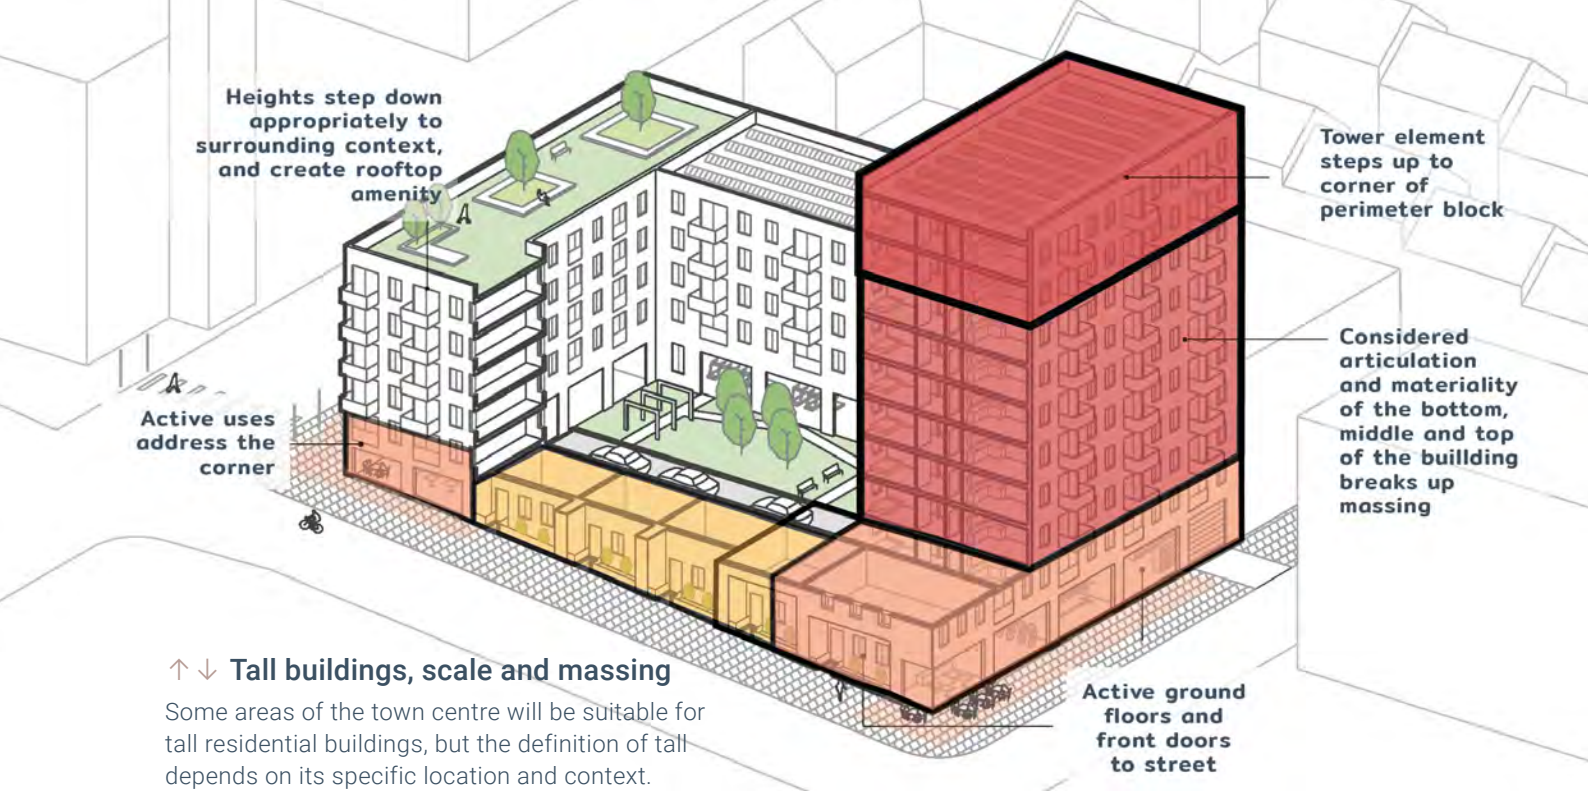 Heights step down
appropriately to
surrounding context,
and create rooftop
amenity
Tower element
steps up to
corner of
perimeter block
Considered
articulation
and materiality
of the bottom,
middle and top
of the buillding
breaks up
massing
Active uses
address the
corner
↑↓ Tall buildings, scale and massing
Some areas of the town centre will be suitable for
tall residential buildings, but the definition of tall
depends on its specific location and context.
Active ground
floors and
front doors
to street